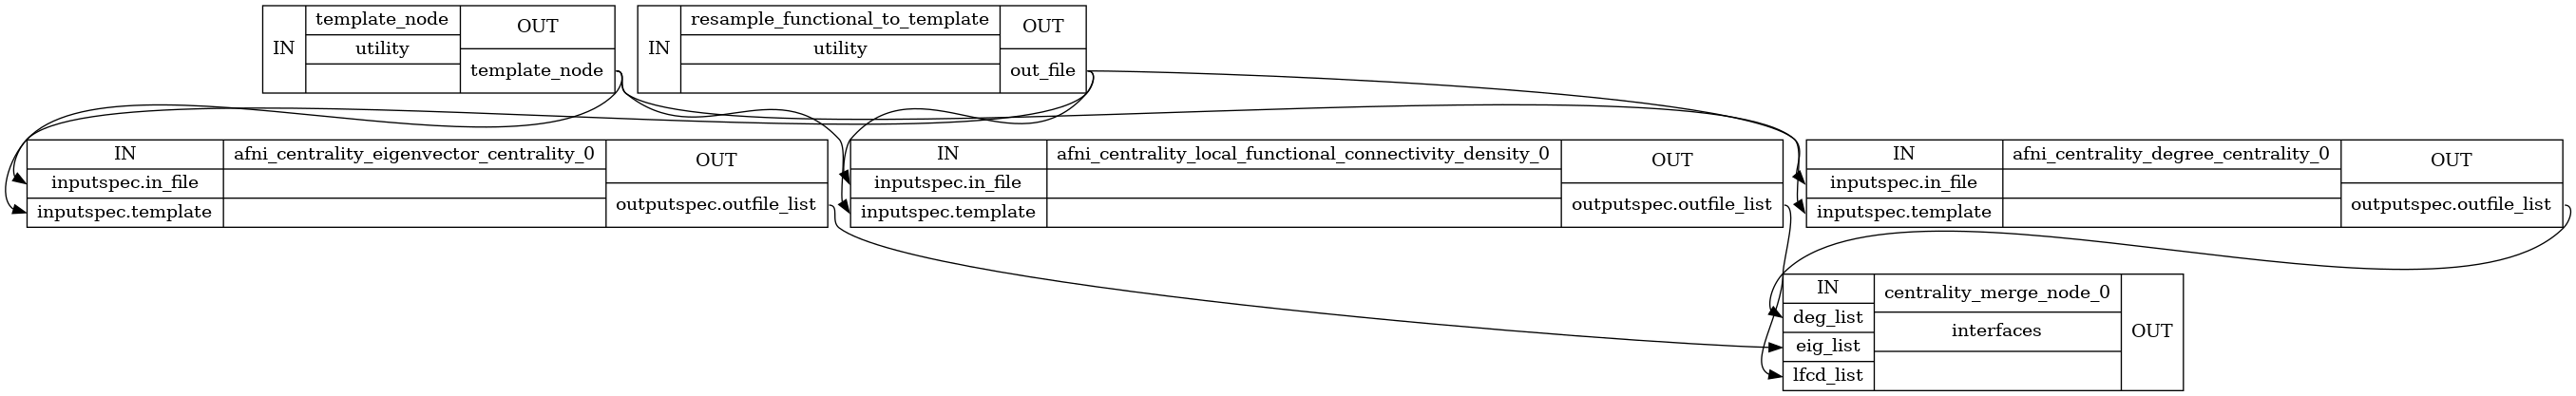 IN
template_node
utility
OUT
template_node
IN
resample_functional_to_template
utility
OUT
out_file
IN
inputspec.in_file
inputspec.template
afni_centrality_eigenvector_centrality_0
OUT
outputspec.outfile_list
IN
inputspec.in_file
inputspec.template
afni_centrality_local_functional_connectivity_density_0
OUT
outputspec.outfile_list
IN
inputspec.in_file
inputspec.template
afni_centrality_degree_centrality_0
OUT
outputspec.outfile_list
IN
deg_list
eig_list
lfcd_list
centrality_merge_node_0
interfaces
OUT